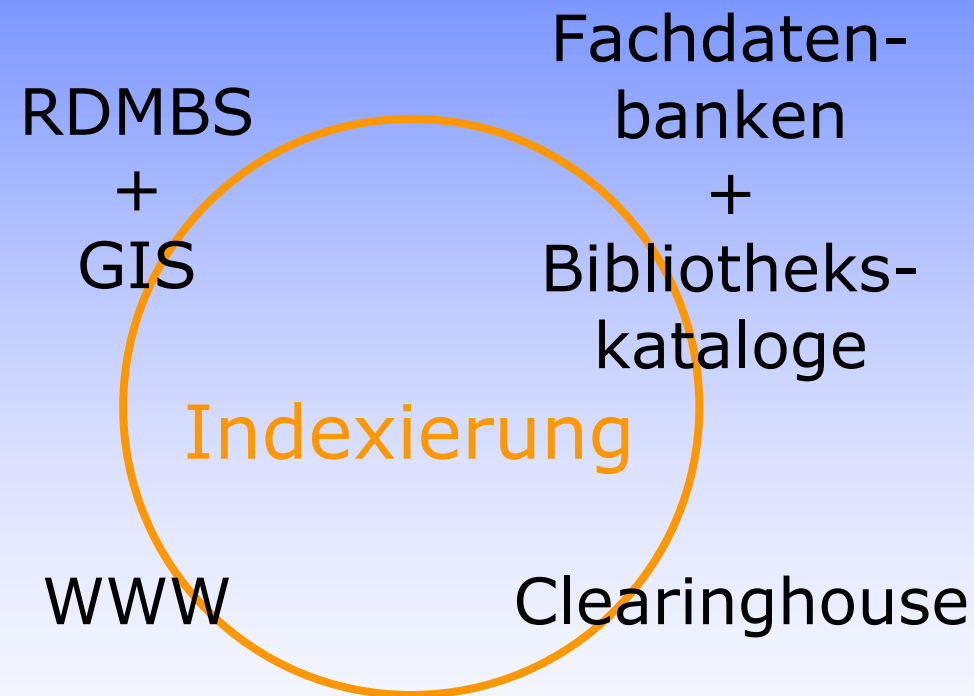 RDMBS
+
GIS
Fachdaten-
banken
+
Bibliotheks-
kataloge
Indexierung
WWW
Clearinghouse